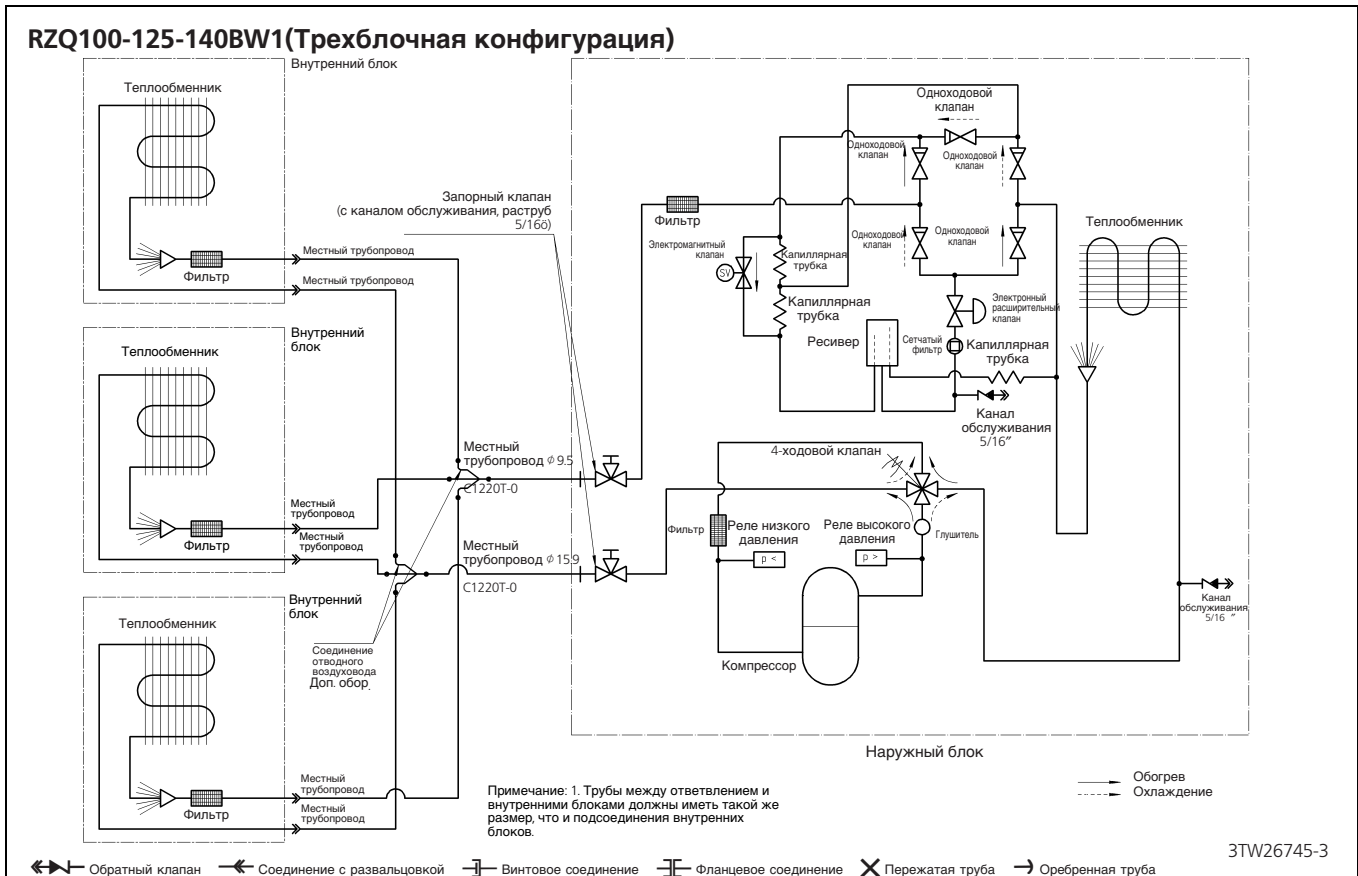 RZQ100-125-140BW1(Трехблочная конфигурация)
Внутренний блок
Теплообменник
Фильтр
Местный трубопровод
Местный трубопровод
Внутренний
блок
Теплообменник
Фильтр
Местный
трубопровод
Местный
трубопровод
Внутренний
блок
Теплообменник
Фильтр
Местный
трубопровод
Местный
трубопровод
Запорный клапан
(с каналом обслуживания, раструб
5/16ö)
Местный
трубопровод ϕ 9.5
C1220T-0
Местный
трубопровод ϕ 15.9
C1220T-0
Соединение
отводного
воздуховода
Доп. обор.
Примечание: 1. Трубы между ответвлением и
внутренними блоками должны иметь такой же
размер, что и подсоединения внутренних
блоков.
Одноходовой
клапан
Одноходовой
клапан
Одноходовой
клапан
Фильтр
Одноходовой
клапан
Одноходовой
клапан
Электромагнитный
клапан
SV
Капиллярная
трубка
Капиллярная
трубка
Ресивер
Сетчатый
фильтр
Электронный
расширительный
клапан
Капиллярная
трубка
Канал
обслуживания
5/16″
Теплообменник
4-ходовой клапан
Фильтр
Реле низкого
давления
p <
Реле высокого
давления
p >
Глушитель
Компрессор
Канал
обслуживания
5/16 ″
Наружный блок
Обогрев
Охлаждение
3TW26745-3
Обратный клапан
Соединение с развальцовкой
Винтовое соединение
Фланцевое соединение
Пережатая труба
Оребренная труба